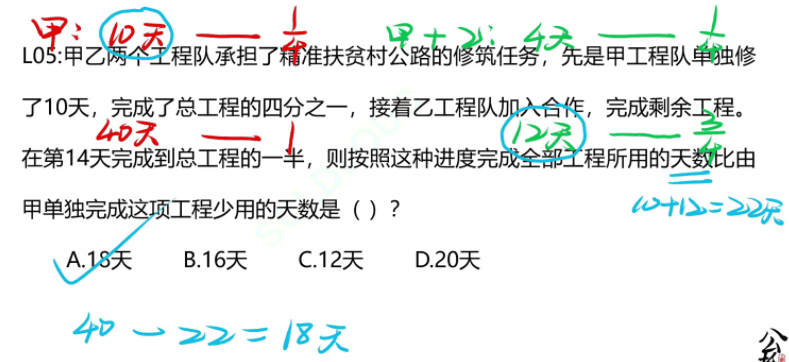 甲: 10天 —— 1/4 甲+乙: 4天 —— 1/4
L05:甲乙两个工程队承担了精准扶贫村公路的修筑任务，先是甲工程队单独修
了10天，完成了总工程的四分之一，接着乙工程队加入合作，完成剩余工程。
40天 —— 1 12天 —— 3/4
在第14天完成到总工程的一半，则按照这种进度完成全部工程所用的天数比由
10+12=22天
甲单独完成这项工程少用的天数是（ ）？
A.18天 B.16天 C.12天 D.20天
40-22=18天
公